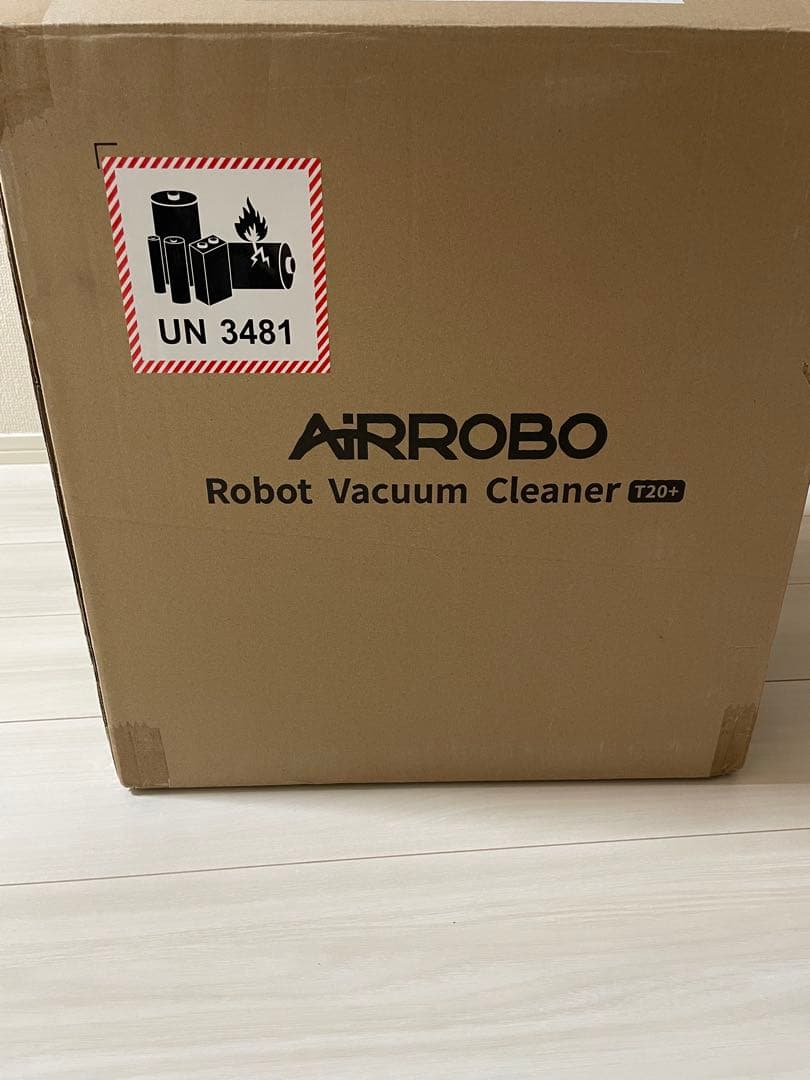 UN 3481
AIRROBO
Robot Vacuum Cleaner T20+